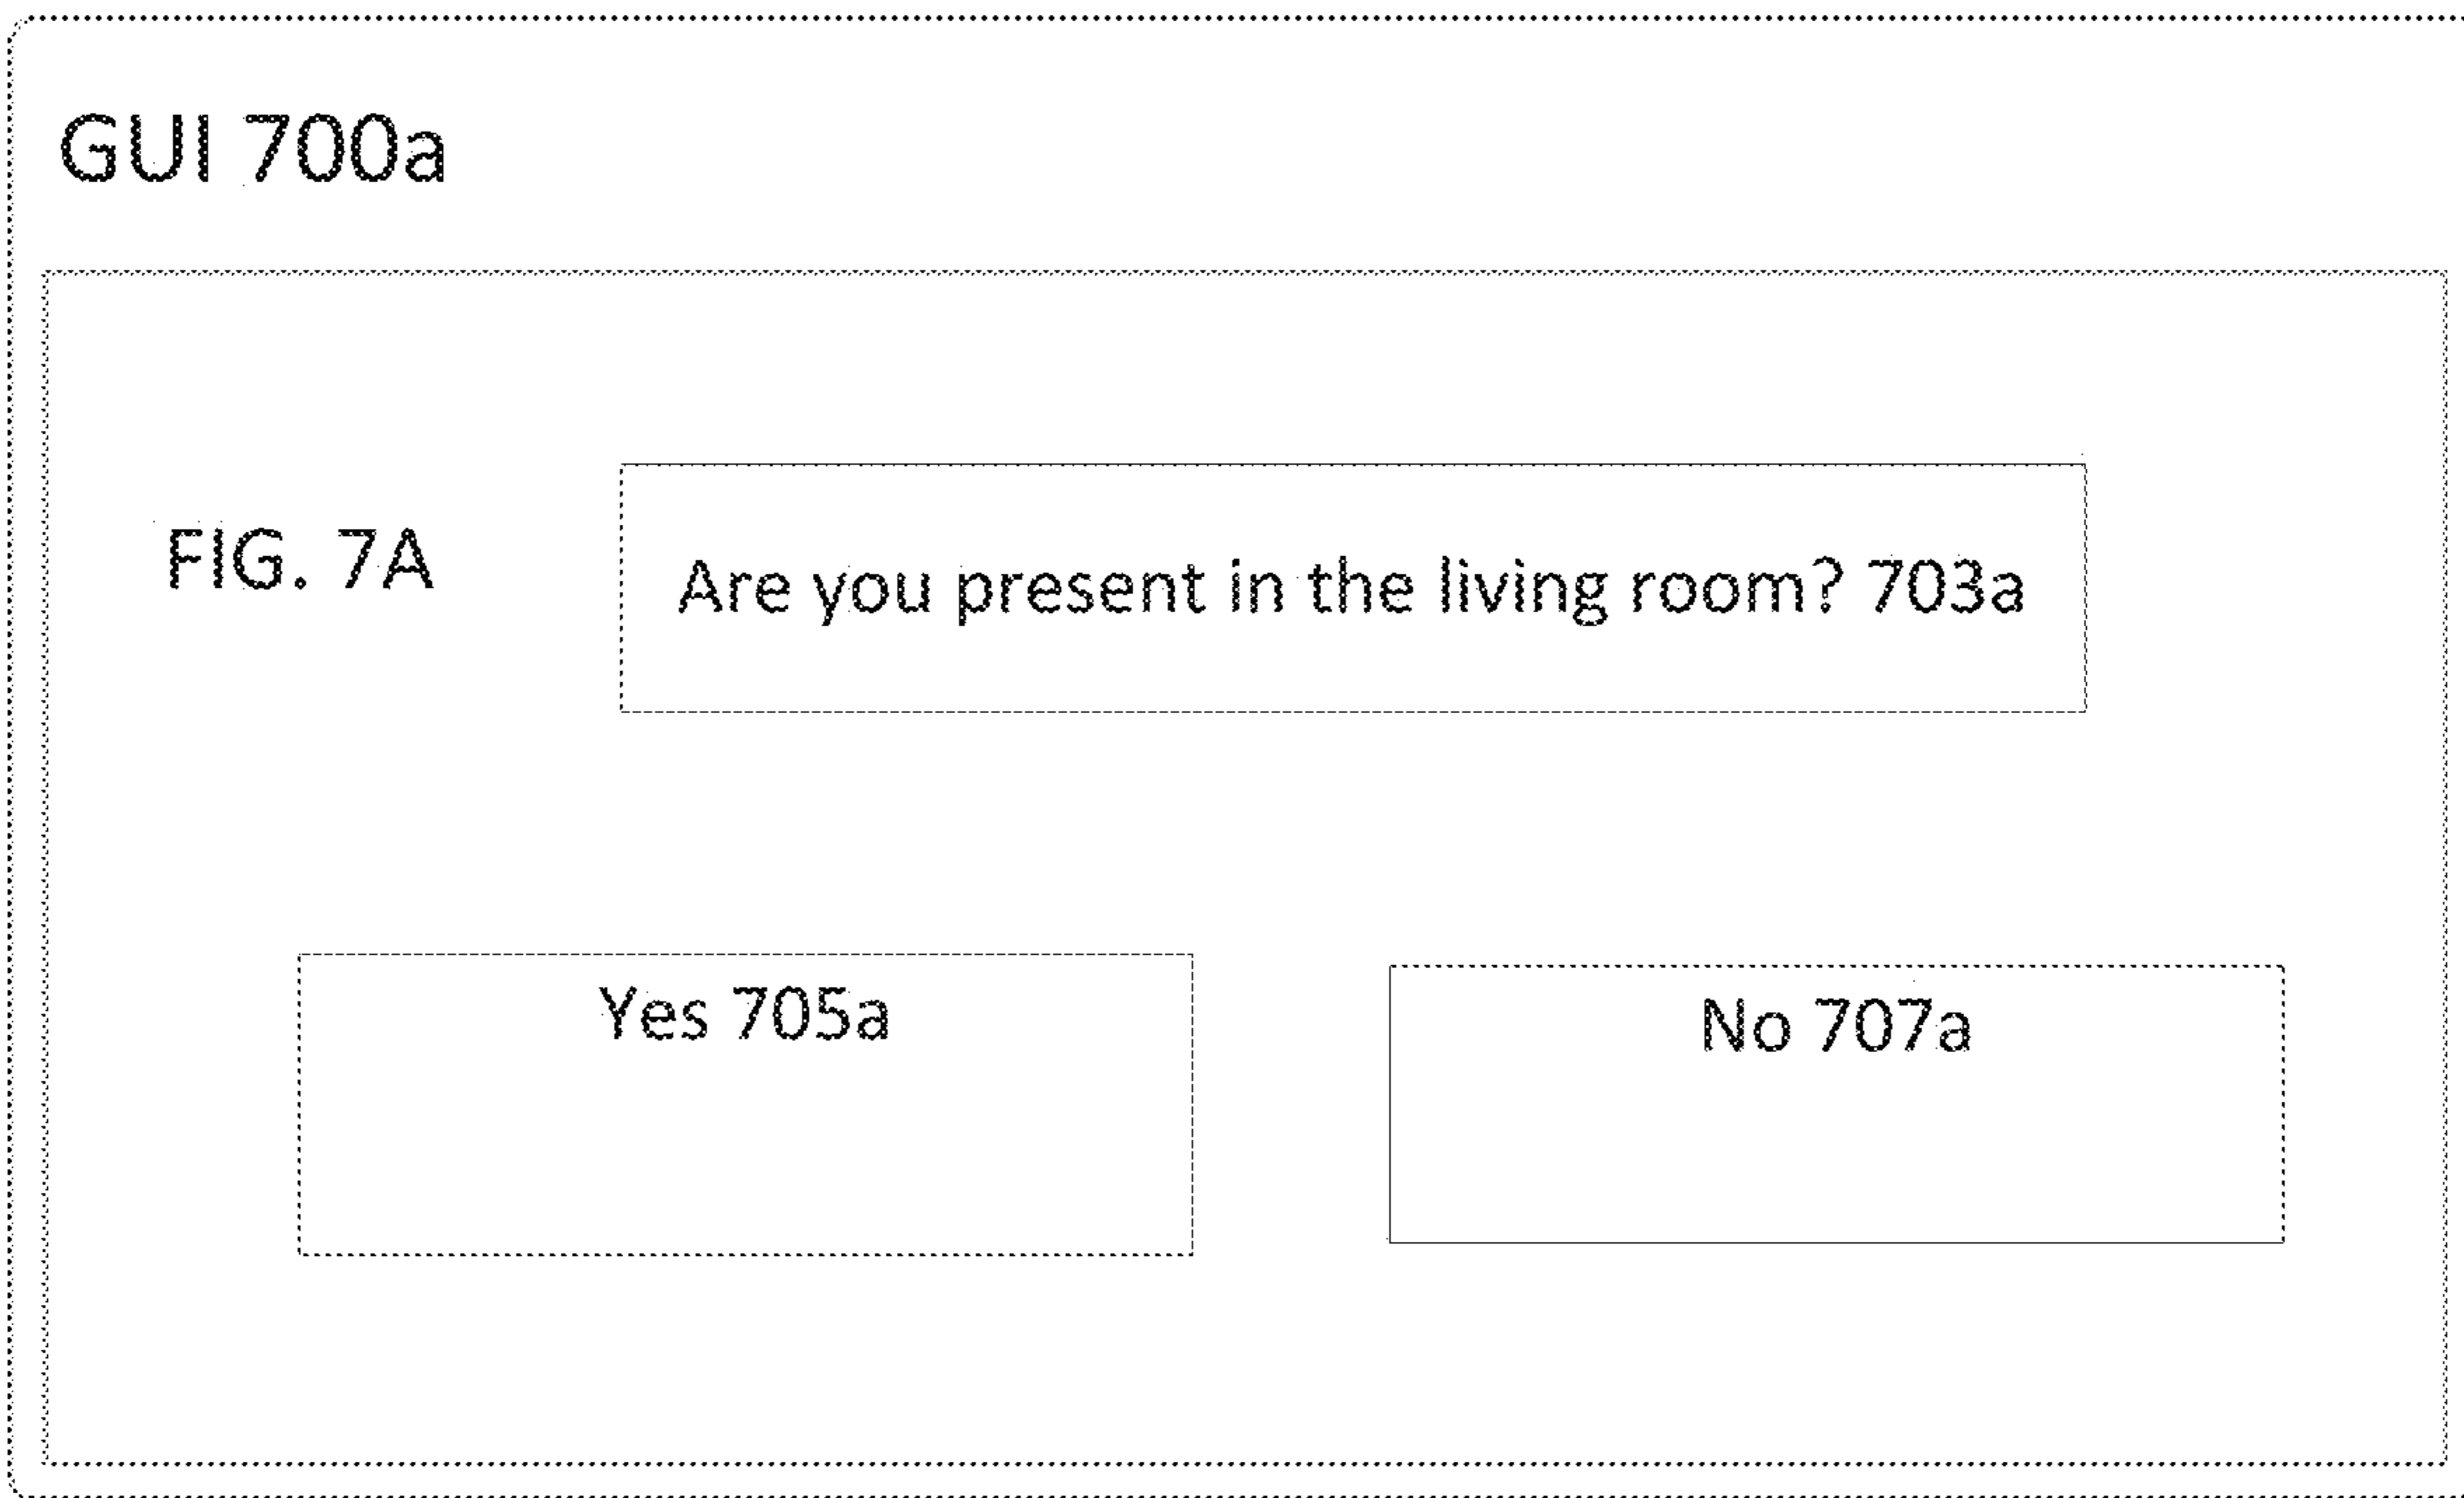 GUI 700a
FIG. 7A
Are you present in the living room? 703a
Yes 705a
No 707a